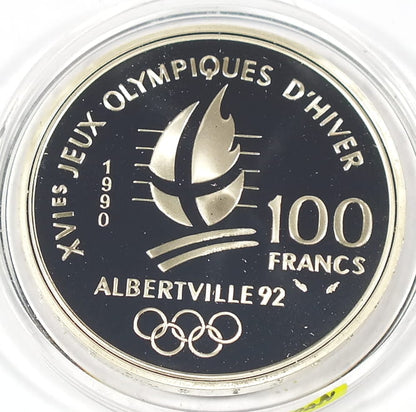 XVIes JEUX OLYMPIQUES D'HIVER
1990
100
FRANCS
ALBERTVILLE 92